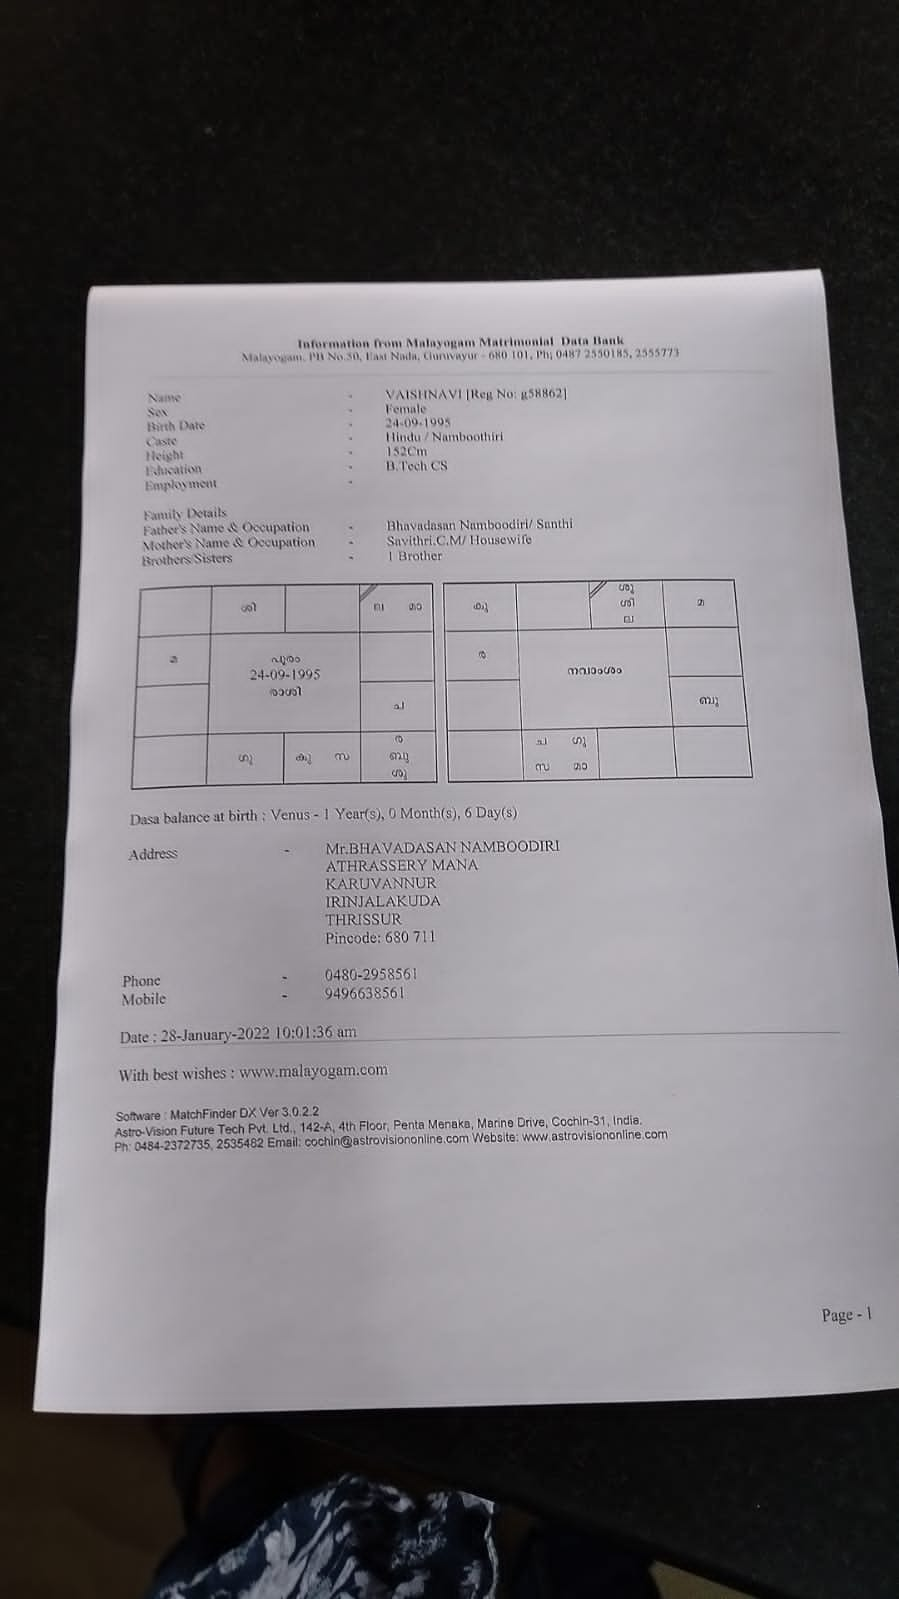 Information from Malayogam Matrimonial Data Bank
Malayogam, PB No.50, East Nada, Guruvayur - 680 101, Ph; 0487 2550185, 2555773
Name - VAISHNAVI [Reg No: g58862]
Sex - Female
Birth Date - 24-09-1995
Caste - Hindu / Namboothiri
Height - 152Cm
Education - B.Tech CS
Employment -
Family Details
Father's Name & Occupation - Bhavadasan Namboodiri/ Santhi
Mother's Name & Occupation - Savithri.C.M/ Housewife
Brothers/Sisters - 1 Brother
ശി ല മാ
മ
പൂരം
24-09-1995
രാശി
ച
ഗു കു സ
ര
ബു
ശു
കു
ശു
ശി
ല
മ
ര
നവാംശം
ബു
ച ഗു
സ മാ
Dasa balance at birth : Venus - 1 Year(s), 0 Month(s), 6 Day(s)
Address - Mr.BHAVADASAN NAMBOODIRI
ATHRASSERY MANA
KARUVANNUR
IRINJALAKUDA
THRISSUR
Pincode: 680 711
Phone - 0480-2958561
Mobile - 9496638561
Date : 28-January-2022 10:01:36 am
With best wishes : www.malayogam.com
Software : MatchFinder DX Ver 3.0.2.2
Astro-Vision Future Tech Pvt. Ltd., 142-A, 4th Floor, Penta Menaka, Marine Drive, Cochin-31, India.
Ph: 0484-2372735, 2535482 Email: cochin@astrovisiononline.com Website: www.astrovisiononline.com
Page - 1